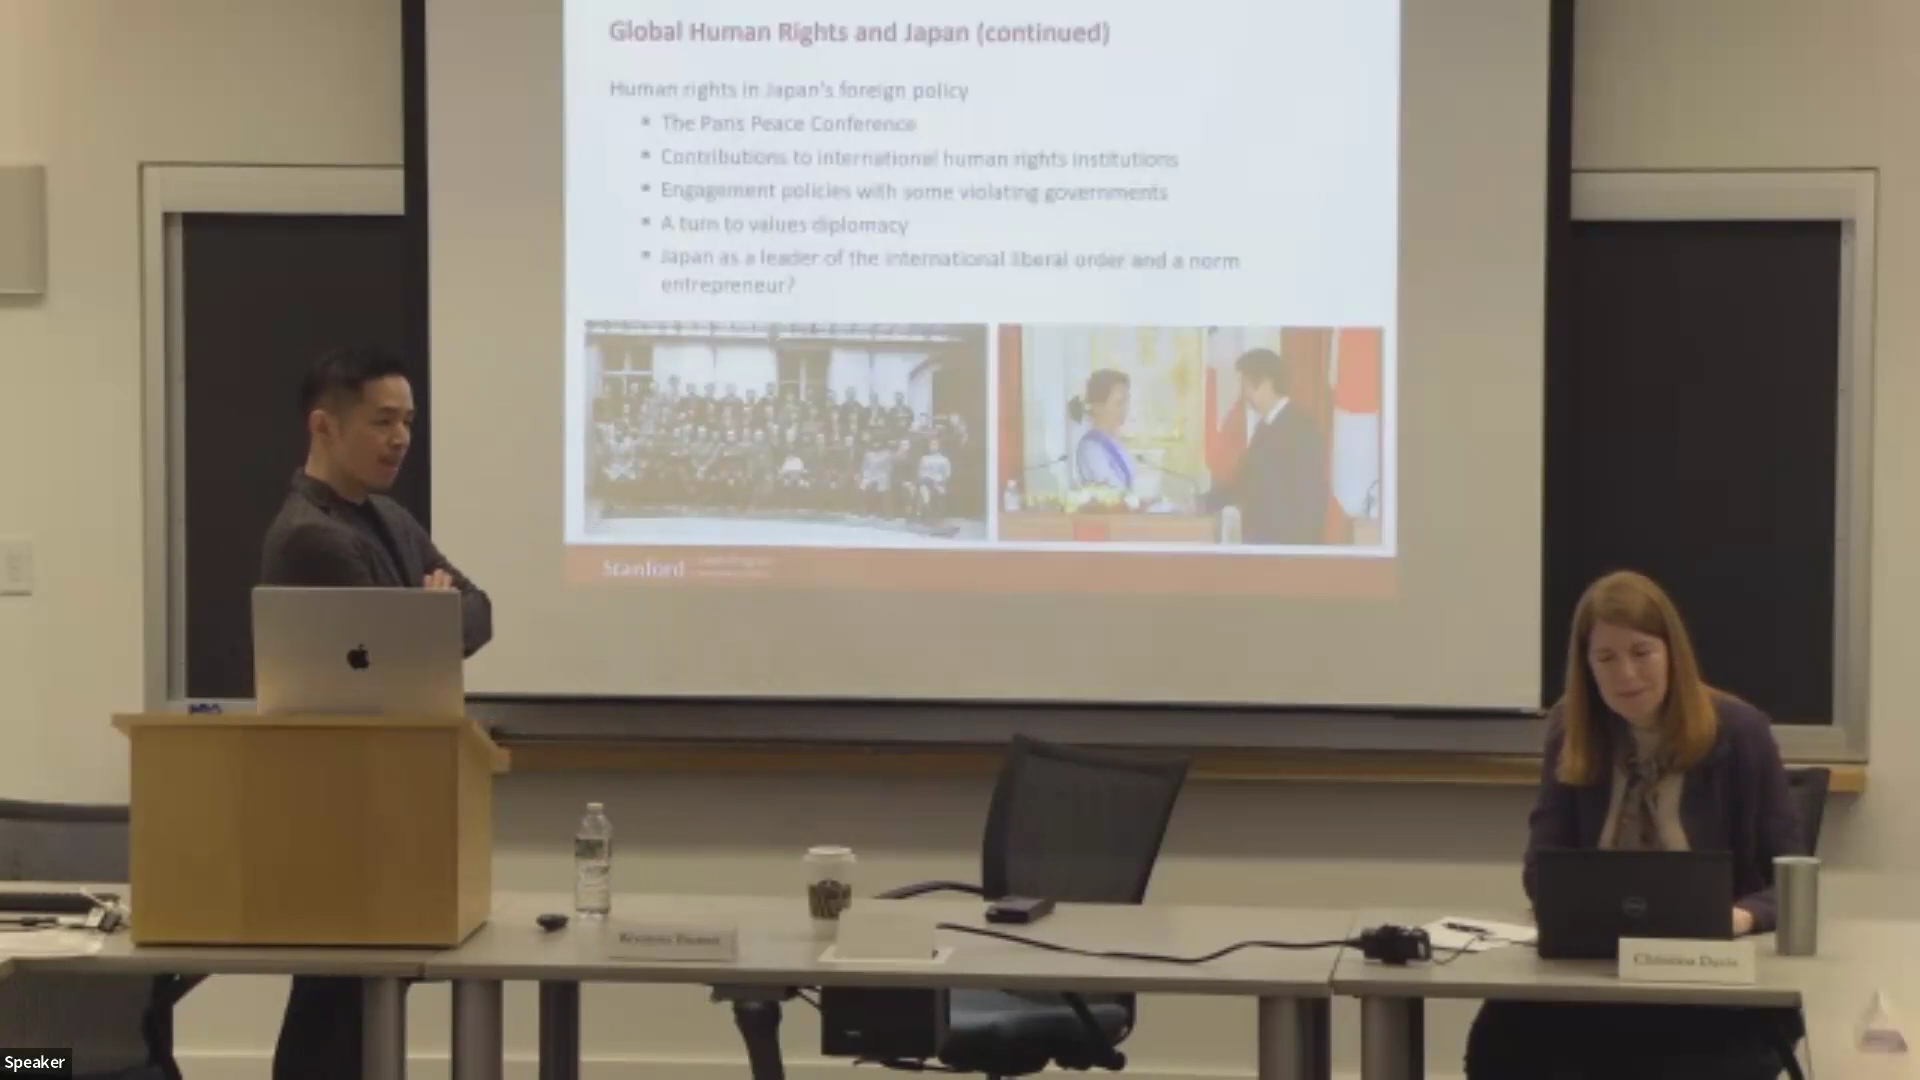 Global Human Rights and Japan (continued)
Human rights in Japan's foreign policy
The Paris Peace Conference
Contributions to international human rights institutions
Engagement policies with some violating governments
A turn to values diplomacy
Japan as a leader of the international liberal order and a norm
entrepreneur?
Stanford
Christina Davis
Speaker